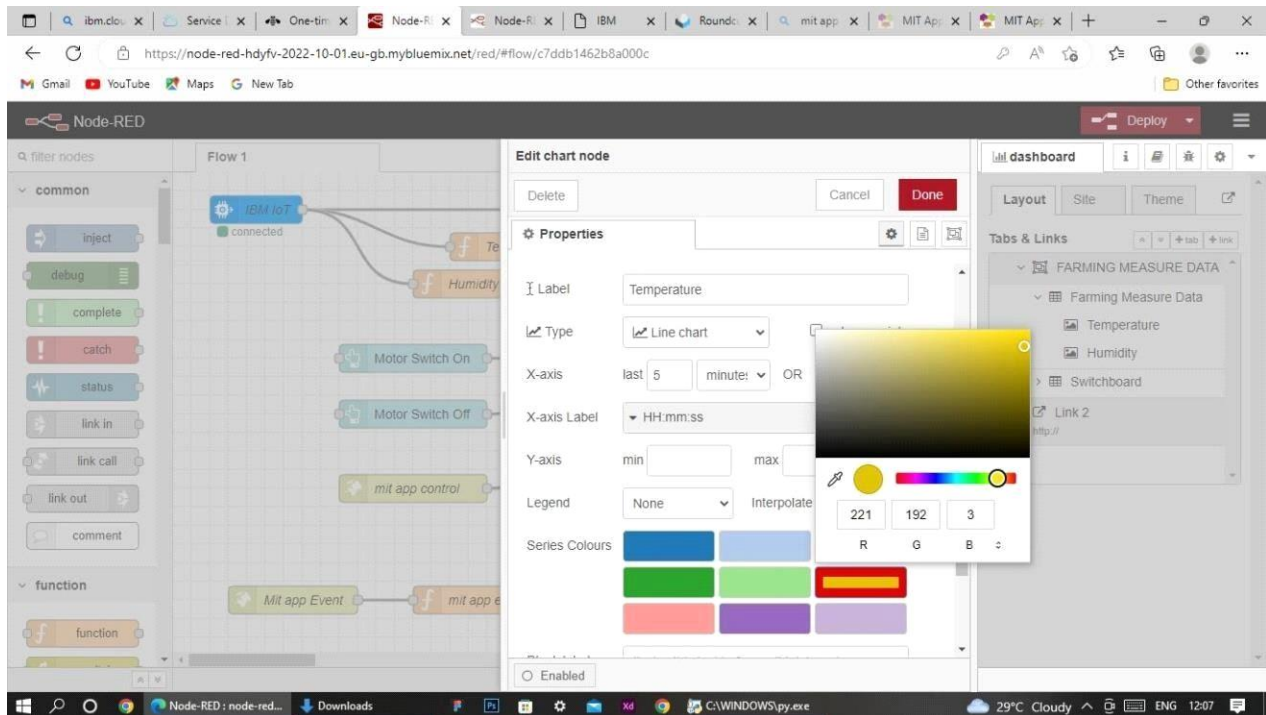 ibm.clou
Service
One-tim
Node-R
Node-RE
IBM
Roundc
mit app
MIT App
MIT App
https://node-red-hdyfv-2022-10-01.eu-gb.mybluemix.net/red/#flow/c7ddb1462b8a000c
Gmail YouTube Maps New Tab Other favorites
Node-RED Deploy
filter nodes
common
inject
debug
complete
catch
status
link in
link call
link out
comment
function
function
Flow 1
IBM IoT
connected
Te
Humidity
Motor Switch On
Motor Switch Off
mit app control
Mit app Event
mit app e
Edit chart node
Delete Cancel Done
Properties
Label Temperature
Type Line chart
X-axis last 5 minutes OR
X-axis Label HH:mm:ss
Y-axis min max
Legend None Interpolate
Series Colours
221 192 3
R G B
Enabled
dashboard
Layout Site Theme
Tabs & Links tab link
FARMING MEASURE DATA
Farming Measure Data
Temperature
Humidity
Switchboard
Link 2
http://
Node-RED : node-red... Downloads C:\WINDOWS\py.exe 29°C Cloudy ENG 12:07